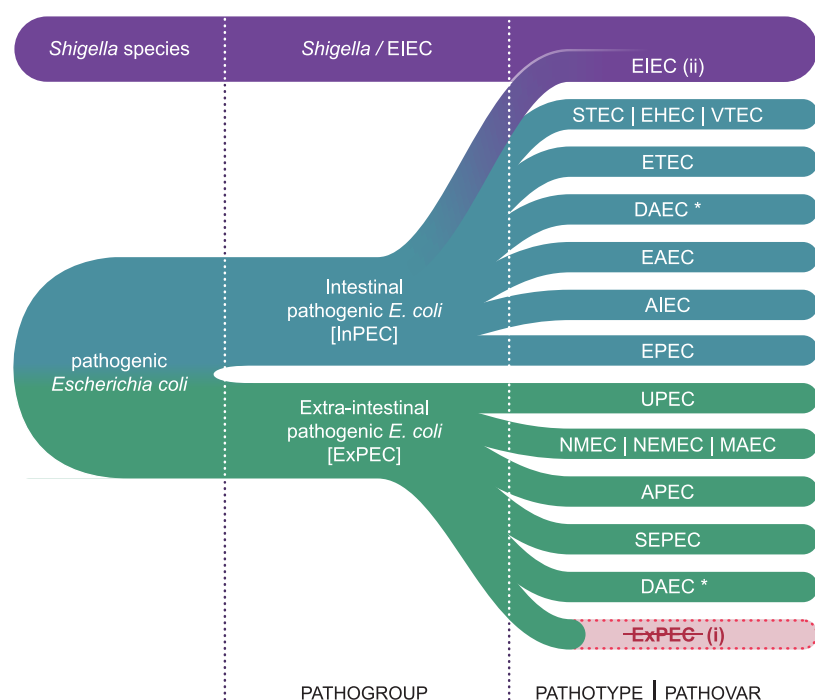 Shigella species
Shigella / EIEC
EIEC (ii)
STEC | EHEC | VTEC
ETEC
DAEC *
EAEC
AIEC
EPEC
Intestinal
pathogenic E. coli
[InPEC]
pathogenic
Escherichia coli
Extra-intestinal
pathogenic E. coli
[ExPEC]
UPEC
NMEC | NEMEC | MAEC
APEC
SEPEC
DAEC *
ExPEC (i)
PATHOGROUP
PATHOTYPE | PATHOVAR